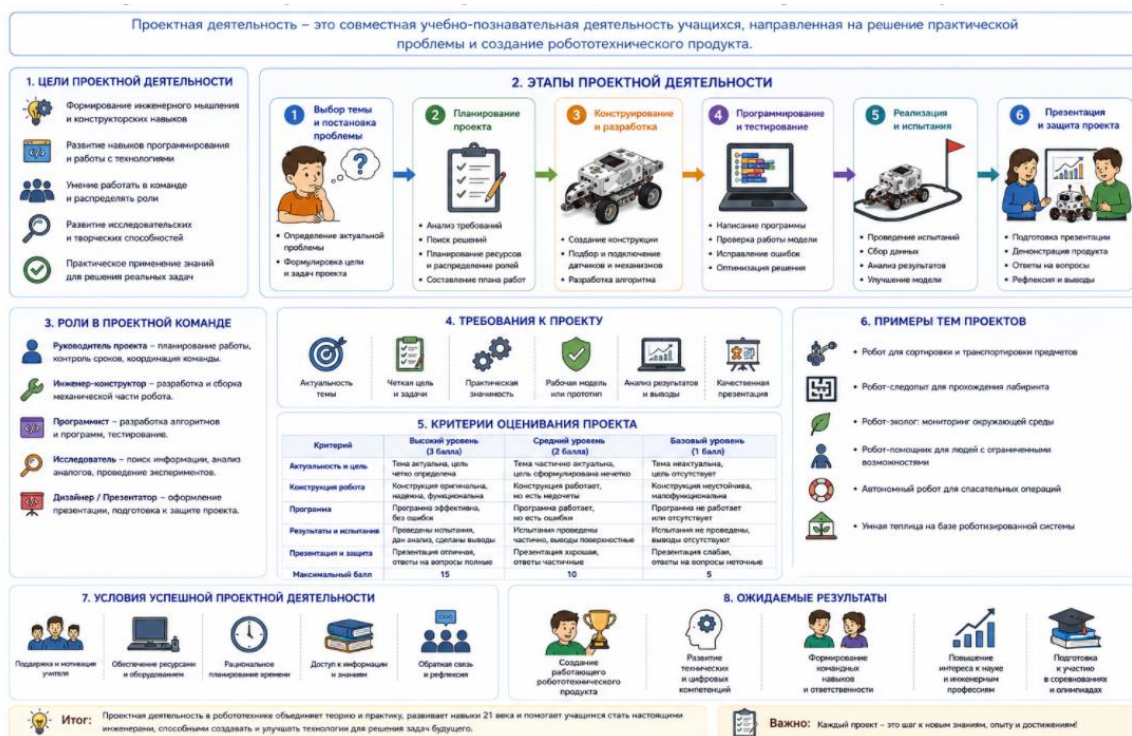 Проектная деятельность – это совместная учебно-познавательная деятельность учащихся, направленная на решение практической
проблемы и создание робототехнического продукта.
1. ЦЕЛИ ПРОЕКТНОЙ ДЕЯТЕЛЬНОСТИ
Формирование инженерного мышления
и конструкторских навыков
Развитие навыков программирования
и работы с технологиями
Умение работать в команде
и распределять роли
Развитие исследовательских
и творческих способностей
Практическое применение знаний
для решения реальных задач
2. ЭТАПЫ ПРОЕКТНОЙ ДЕЯТЕЛЬНОСТИ
1
Выбор темы
и постановка
проблемы
?
• Определение актуальной
проблемы
• Формулировка цели
и задач проекта
2
Планирование
проекта
• Анализ требований
• Поиск решений
• Планирование ресурсов
и распределение ролей
• Составление плана работ
3
Конструирование
и разработка
• Создание конструкции
• Подбор и подключение
датчиков и механизмов
• Разработка алгоритма
4
Программирование
и тестирование
• Написание программы
• Проверка работы модели
• Исправление ошибок
• Оптимизация решения
5
Реализация
и испытания
• Проведение испытаний
• Сбор данных
• Анализ результатов
• Улучшение модели
6
Презентация
и защита проекта
• Подготовка презентации
• Демонстрация продукта
• Ответы на вопросы
• Рефлексия и выводы
3. РОЛИ В ПРОЕКТНОЙ КОМАНДЕ
Руководитель проекта – планирование работы,
контроль сроков, координация команды.
Инженер-конструктор – разработка и сборка
механической части робота.
Программист – разработка алгоритмов
и программ, тестирование.
Исследователь – поиск информации, анализ
аналогов, проведение экспериментов.
Дизайнер / Презентатор – оформление
презентации, подготовка к защите проекта.
4. ТРЕБОВАНИЯ К ПРОЕКТУ
Актуальность
темы
Четкая цель
и задачи
Практическая
значимость
Рабочая модель
или прототип
Анализ результатов
и выводы
Качественная
презентация
5. КРИТЕРИИ ОЦЕНИВАНИЯ ПРОЕКТА
Критерий
Высокий уровень
(3 балла)
Средний уровень
(2 балла)
Базовый уровень
(1 балл)
Актуальность и цель
Тема актуальна, цель
четко определена
Тема частично актуальна,
цель сформулирована нечетко
Тема неактуальна,
цель отсутствует
Конструкция робота
Конструкция оригинальна,
надежна, функциональна
Конструкция работает,
но есть недочеты
Конструкция неустойчива,
малофункциональна
Программа
Программа эффективна,
без ошибок
Программа работает,
но есть ошибки
Программа не работает
или отсутствует
Результаты и испытание
Проведены испытания,
дан анализ, сделаны выводы
Испытания проведены
частично, выводы поверхностные
Испытания не проведены,
выводы отсутствуют
Презентация и защита
Презентация отличная,
ответы на вопросы полные
Презентация хорошая,
ответы частичные
Презентация слабая,
ответы на вопросы неточные
Максимальный балл
15
10
5
6. ПРИМЕРЫ ТЕМ ПРОЕКТОВ
• Робот для сортировки и транспортировки предметов
• Робот-следопыт для прохождения лабиринта
• Робот-эколог: мониторинг окружающей среды
• Робот-помощник для людей с ограниченными
возможностями
• Автономный робот для спасательных операций
• Умная теплица на базе роботизированной системы
7. УСЛОВИЯ УСПЕШНОЙ ПРОЕКТНОЙ ДЕЯТЕЛЬНОСТИ
Поддержка и мотивация
учителя
Обеспечение ресурсами
и оборудованием
Рациональное
планирование времени
Доступ к информации
и знаниям
Обратная связь
и рефлексия
8. ОЖИДАЕМЫЕ РЕЗУЛЬТАТЫ
Создание
работающего
робототехнического
продукта
Развитие
технических
и цифровых
компетенций
Формирование
командных
навыков
и ответственности
Повышение
интереса к науке
и инженерным
профессиям
Подготовка
к участию
в соревнованиях
и олимпиадах
Итог: Проектная деятельность в робототехнике объединяет теорию и практику, развивает навыки 21 века и помогает учащимся стать настоящими
инженерами, способными создавать и улучшать технологии для решения задач будущего.
Важно: Каждый проект – это шаг к новым знаниям, опыту и достижениям!